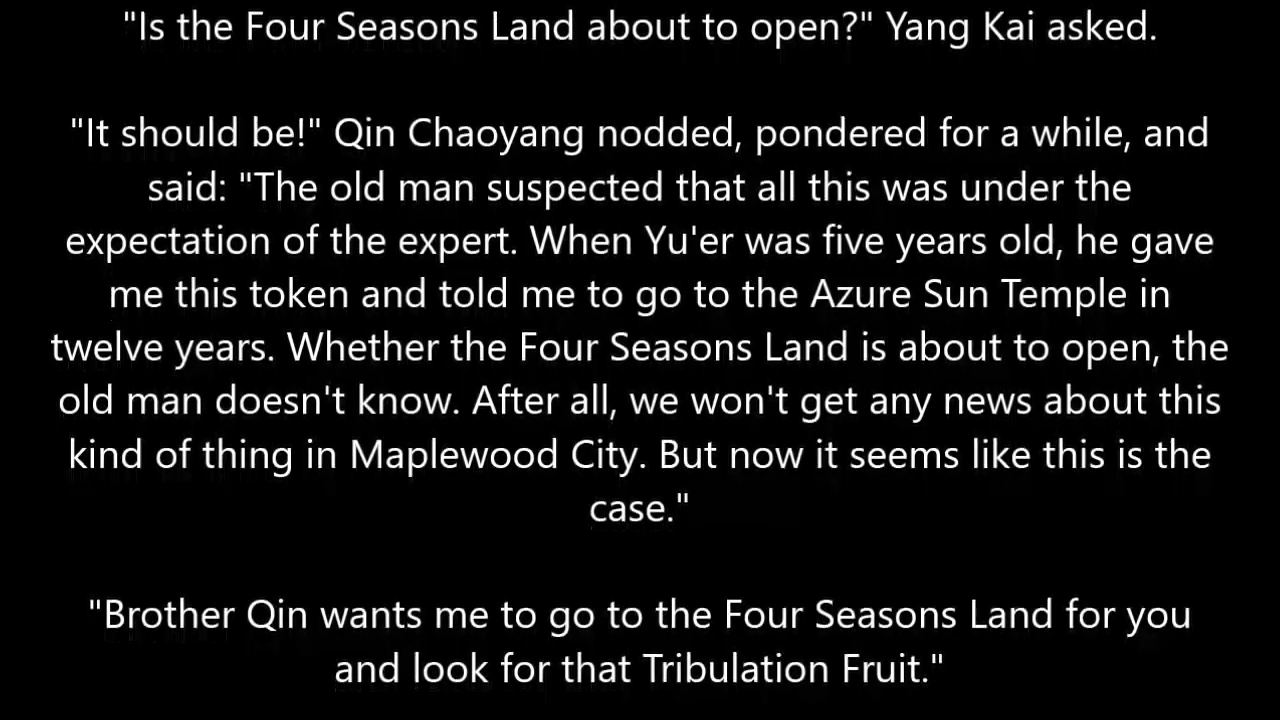 "Is the Four Seasons Land about to open?" Yang Kai asked.
"It should be!" Qin Chaoyang nodded, pondered for a while, and
said: "The old man suspected that all this was under the
expectation of the expert. When Yu'er was five years old, he gave
me this token and told me to go to the Azure Sun Temple in
twelve years. Whether the Four Seasons Land is about to open, the
old man doesn't know. After all, we won't get any news about this
kind of thing in Maplewood City. But now it seems like this is the
case."
"Brother Qin wants me to go to the Four Seasons Land for you
and look for that Tribulation Fruit."